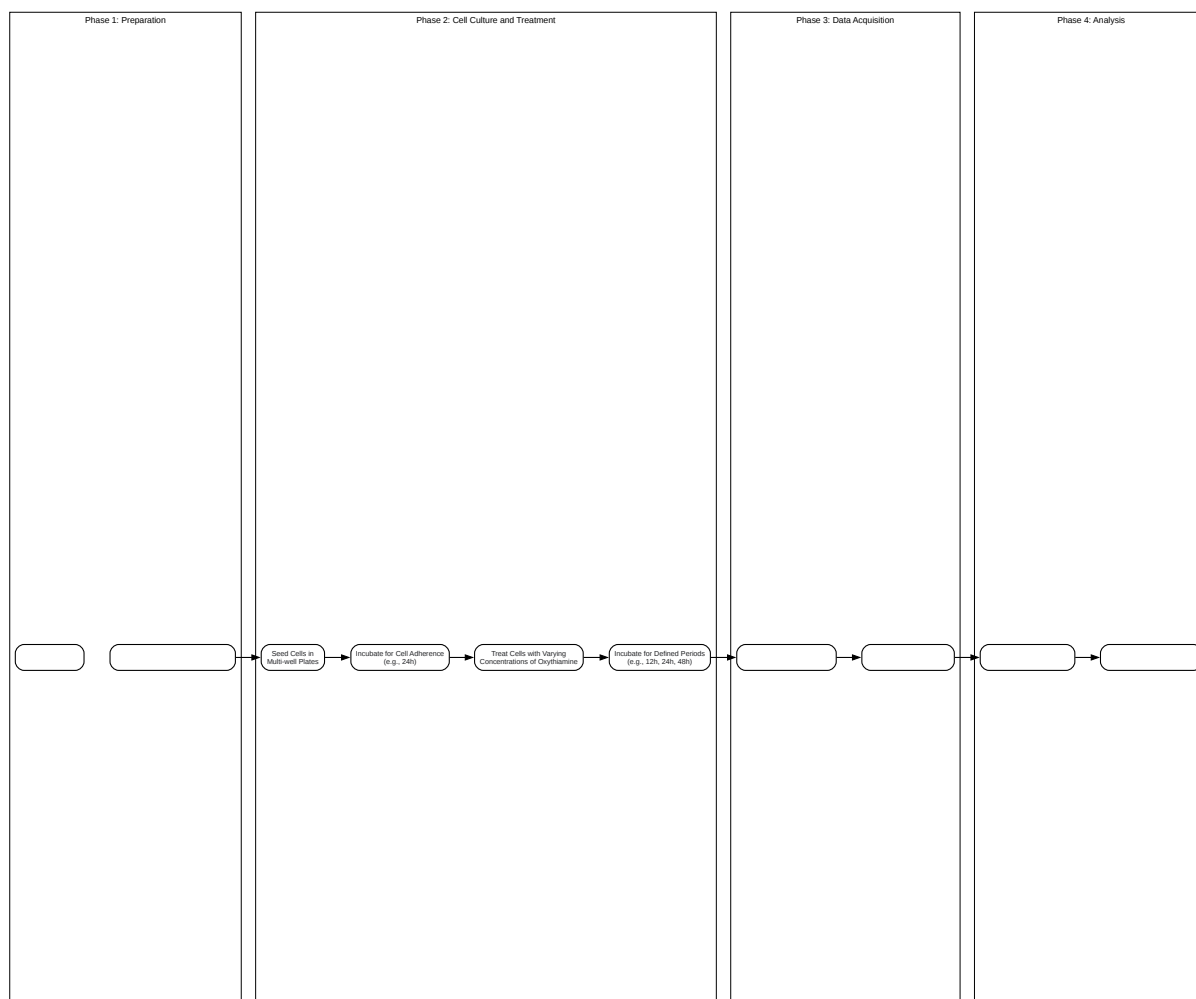 Phase 1: Preparation
Phase 2: Cell Culture and Treatment
Phase 3: Data Acquisition
Phase 4: Analysis
Seed Cells in
Multi-well Plates
Incubate for Cell Adherence
(e.g., 24h)
Treat Cells with Varying
Concentrations of Oxythiamine
Incubate for Defined Periods
(e.g., 12h, 24h, 48h)